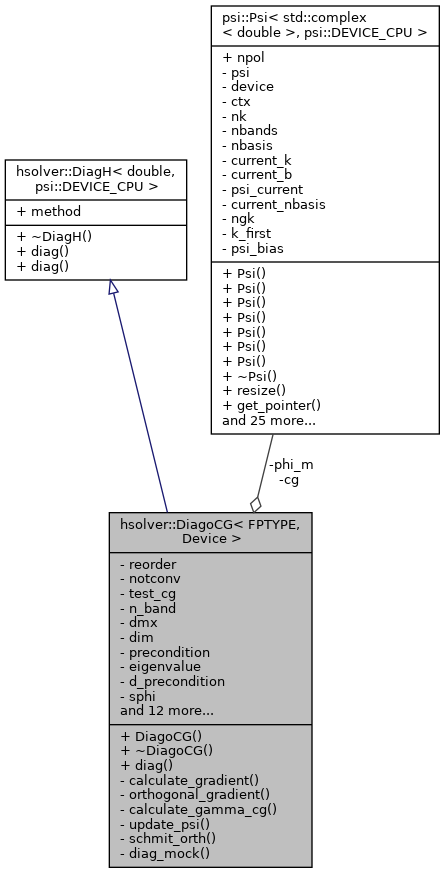 psi::Psi< std::complex
< double >, psi::DEVICE_CPU >
+ npol
- psi
- device
- ctx
- nk
- nbands
- nbasis
- current_k
- current_b
- psi_current
- current_nbasis
- ngk
- k_first
- psi_bias
+ Psi()
+ Psi()
+ Psi()
+ Psi()
+ Psi()
+ Psi()
+ Psi()
+ ~Psi()
+ resize()
+ get_pointer()
and 25 more...
hsolver::DiagH< double,
psi::DEVICE_CPU >
+ method
+ ~DiagH()
+ diag()
+ diag()
-phi_m
-cg
hsolver::DiagoCG< FPTYPE,
Device >
- reorder
- notconv
- test_cg
- n_band
- dmx
- dim
- precondition
- eigenvalue
- d_precondition
- sphi
and 12 more...
+ DiagoCG()
+ ~DiagoCG()
+ diag()
- calculate_gradient()
- orthogonal_gradient()
- calculate_gamma_cg()
- update_psi()
- schmit_orth()
- diag_mock()